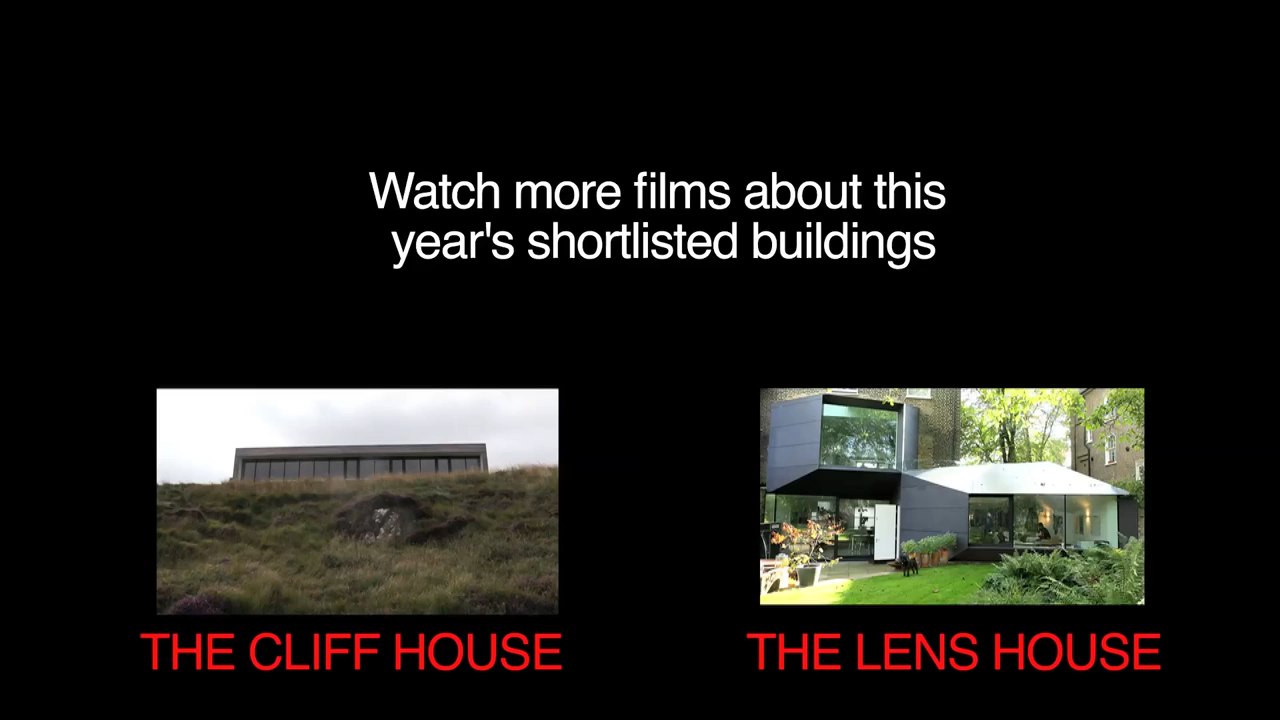 Watch more films about this
year's shortlisted buildings
THE CLIFF HOUSE
THE LENS HOUSE